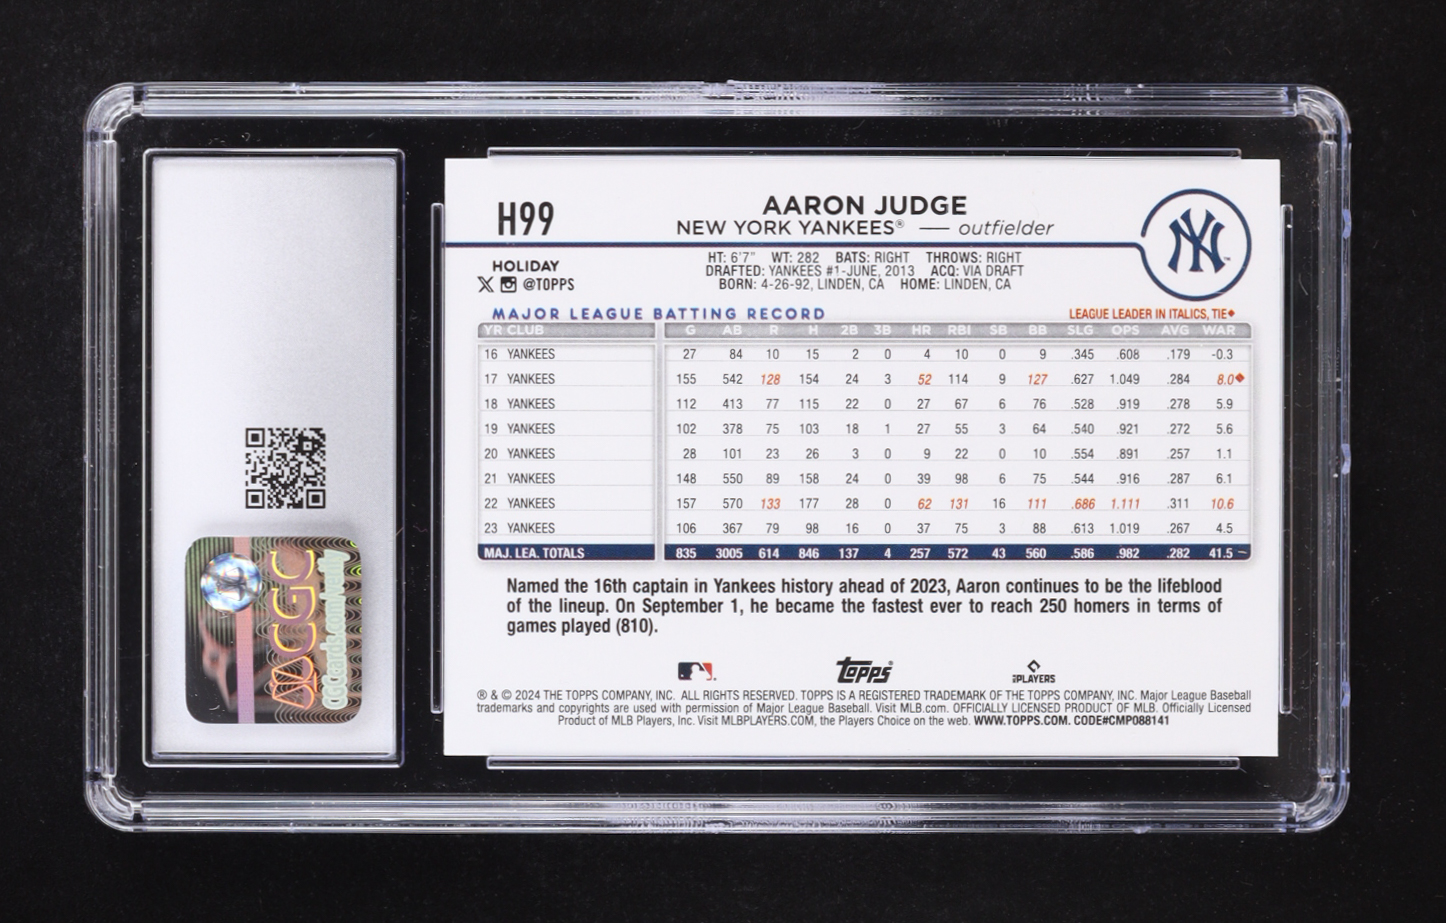 H99
AARON JUDGE
NEW YORK YANKEES® — outfielder
NY
HOLIDAY
@TOPPS
HT: 6'7" WT: 282 BATS: RIGHT THROWS: RIGHT
DRAFTED: YANKEES #1-JUNE, 2013 ACQ: VIA DRAFT
BORN: 4-26-92, LINDEN, CA HOME: LINDEN, CA
MAJOR LEAGUE BATTING RECORD LEAGUE LEADER IN ITALICS, TIE◆
YR CLUB G AB R H 2B 3B HR RBI SB BB SLG OPS AVG WAR
16 YANKEES 27 84 10 15 2 0 4 10 0 9 .345 .608 .179 -0.3
17 YANKEES 155 542 128 154 24 3 52 114 9 127 .627 1.049 .284 8.0◆
18 YANKEES 112 413 77 115 22 0 27 67 6 76 .528 .919 .278 5.9
19 YANKEES 102 378 75 103 18 1 27 55 3 64 .540 .921 .272 5.6
20 YANKEES 28 101 23 26 3 0 9 22 0 10 .554 .891 .257 1.1
21 YANKEES 148 550 89 158 24 0 39 98 6 75 .544 .916 .287 6.1
22 YANKEES 157 570 133 177 28 0 62 131 16 111 .686 1.111 .311 10.6
23 YANKEES 106 367 79 98 16 0 37 75 3 88 .613 1.019 .267 4.5
MAJ. LEA. TOTALS 835 3005 614 846 137 4 257 572 43 560 .586 .982 .282 41.5
Named the 16th captain in Yankees history ahead of 2023, Aaron continues to be the lifeblood
of the lineup. On September 1, he became the fastest ever to reach 250 homers in terms of
games played (810).
Topps®
PLAYERS
® & © 2024 THE TOPPS COMPANY, INC. ALL RIGHTS RESERVED. TOPPS IS A REGISTERED TRADEMARK OF THE TOPPS COMPANY, INC. Major League Baseball
trademarks and copyrights are used with permission of Major League Baseball. Visit MLB.com. OFFICIALLY LICENSED PRODUCT OF MLB. Officially Licensed
Product of MLB Players, Inc. Visit MLBPLAYERS.COM, the Players Choice on the web. WWW.TOPPS.COM. CODE#CMP088141
CGC
CGCcards.com/verify